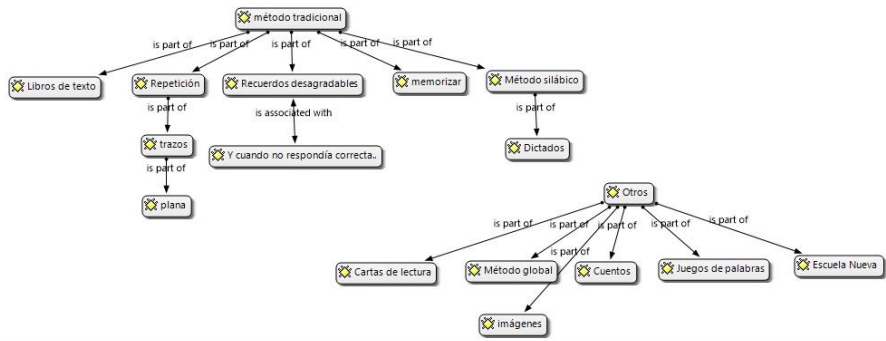 método tradicional
is part of
is part of
is part of
is part of
is part of
Libros de texto
Repetición
Recuerdos desagradables
memorizar
Método silábico
is part of
is associated with
is part of
trazos
Y cuando no respondía correcta..
Dictados
is part of
plana
Otros
is part of
is part of
is part of
is part of
is part of
is part of
Cartas de lectura
Método global
Cuentos
Juegos de palabras
Escuela Nueva
imágenes